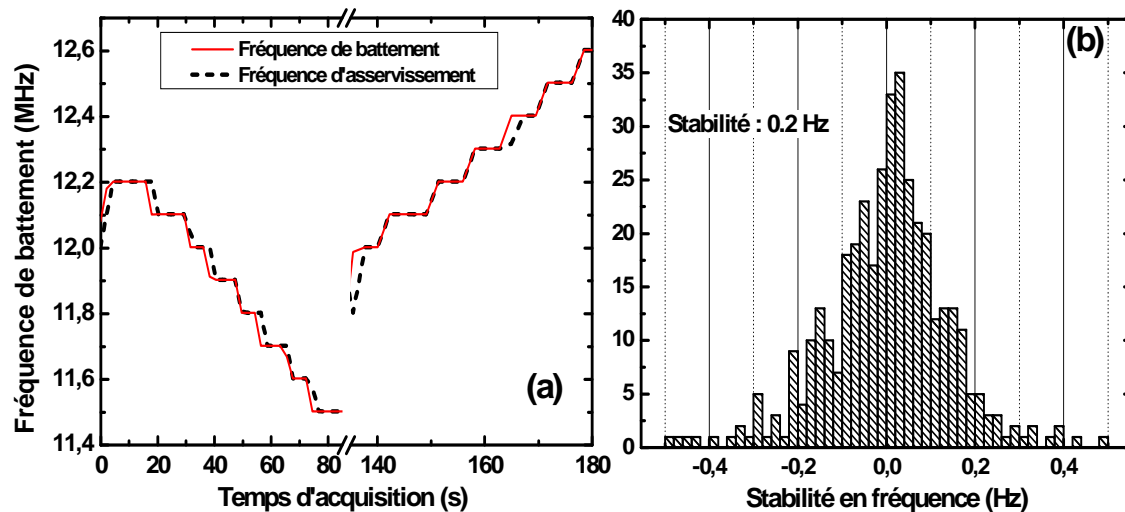 Fréquence de battement (MHz)
12,6
12,4
12,2
12,0
11,8
11,6
11,4
Fréquence de battement
Fréquence d'asservissement
(a)
0 20 40 60 80 140 160 180
Temps d'acquisition (s)
40
35
30
25
20
15
10
5
0
(b)
Stabilité : 0.2 Hz
-0,4 -0,2 0,0 0,2 0,4
Stabilité en fréquence (Hz)